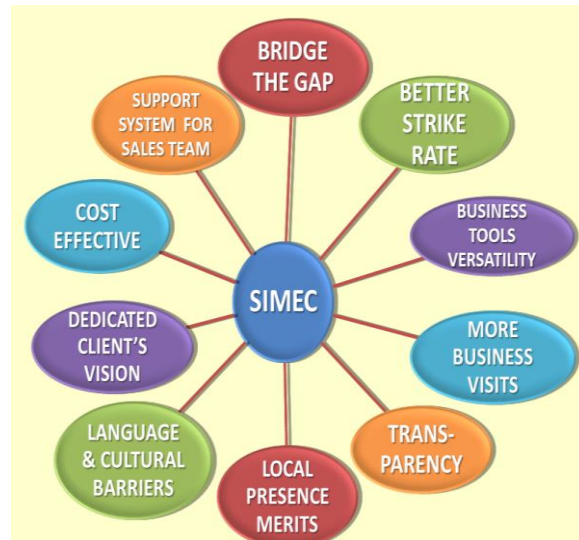 BRIDGE
THE GAP
BETTER
STRIKE
RATE
BUSINESS
TOOLS
VERSATILITY
MORE
BUSINESS
VISITS
TRANS-
PARENCY
LOCAL
PRESENCE
MERITS
LANGUAGE
& CULTURAL
BARRIERS
DEDICATED
CLIENT'S
VISION
COST
EFFECTIVE
SUPPORT
SYSTEM FOR
SALES TEAM
SIMEC